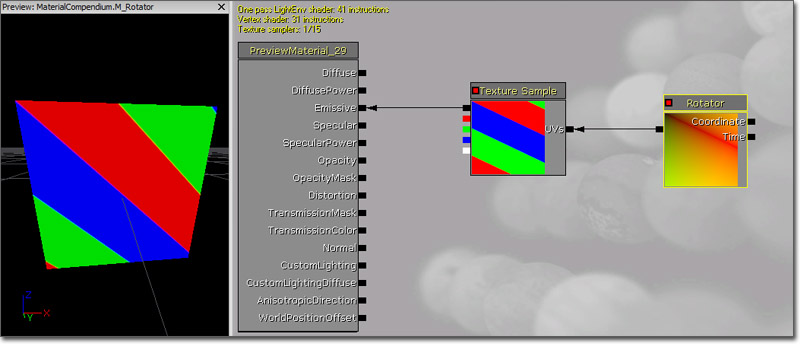 Preview: MaterialCompendium.M_Rotator
One pass LightEnv shader: 41 instructions
Vertex shader: 31 instructions
Texture samplers: 1/15
PreviewMaterial_29
Diffuse
DiffusePower
Emissive
Specular
SpecularPower
Opacity
OpacityMask
Distortion
TransmissionMask
TransmissionColor
Normal
CustomLighting
CustomLightingDiffuse
AnisotropicDirection
WorldPositionOffset
Texture Sample
UVs
Rotator
Coordinate
Time
Z
X
Y